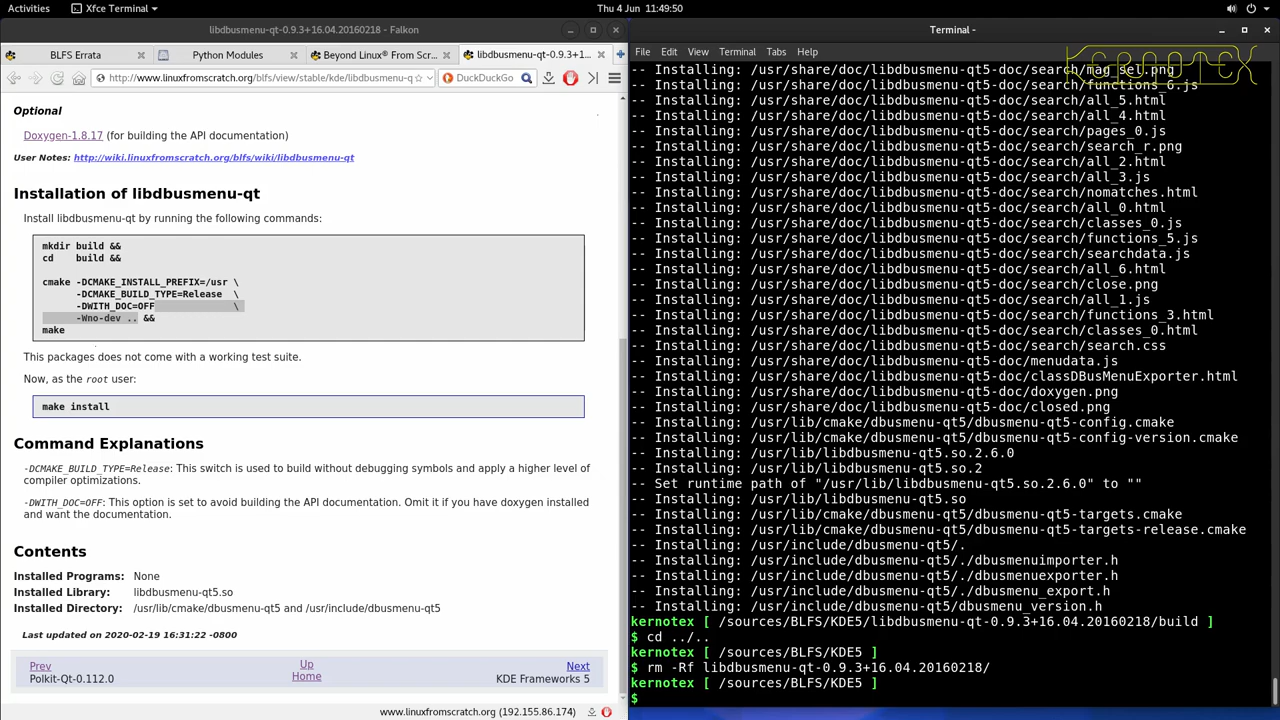 Activities
Xfce Terminal
Thu 4 Jun, 11:49:50
libdbusmenu-qt-0.9.3+16.04.20160218 - Falkon
BLFS Errata
Python Modules
Beyond Linux® From Scr...
libdbusmenu-qt-0.9.3+1...
http://www.linuxfromscratch.org/blfs/view/stable/kde/libdbusmenu-q
DuckDuckGo
Optional
Doxygen-1.8.17 (for building the API documentation)
User Notes: http://wiki.linuxfromscratch.org/blfs/wiki/libdbusmenu-qt
Installation of libdbusmenu-qt
Install libdbusmenu-qt by running the following commands:
mkdir build &&
cd    build &&
cmake -DCMAKE_INSTALL_PREFIX=/usr \
-DCMAKE_BUILD_TYPE=Release  \
-DWITH_DOC=OFF              \
-Wno-dev .. &&
make
This packages does not come with a working test suite.
Now, as the root user:
make install
Command Explanations
-DCMAKE_BUILD_TYPE=Release: This switch is used to build without debugging symbols and apply a higher level of
compiler optimizations.
-DWITH_DOC=OFF: This option is set to avoid building the API documentation. Omit it if you have doxygen installed
and want the documentation.
Contents
Installed Programs: None
Installed Library: libdbusmenu-qt5.so
Installed Directory: /usr/lib/cmake/dbusmenu-qt5 and /usr/include/dbusmenu-qt5
Last updated on 2020-02-19 16:31:22 -0800
Prev
Up
Next
Polkit-Qt-0.112.0
Home
KDE Frameworks 5
www.linuxfromscratch.org (192.155.86.174)
Terminal -
File Edit View Terminal Tabs Help
KERNOTEX
-- Installing: /usr/share/doc/libdbusmenu-qt5-doc/search/mag_sel.png
-- Installing: /usr/share/doc/libdbusmenu-qt5-doc/search/functions_6.js
-- Installing: /usr/share/doc/libdbusmenu-qt5-doc/search/all_5.html
-- Installing: /usr/share/doc/libdbusmenu-qt5-doc/search/all_4.html
-- Installing: /usr/share/doc/libdbusmenu-qt5-doc/search/pages_0.js
-- Installing: /usr/share/doc/libdbusmenu-qt5-doc/search/search_r.png
-- Installing: /usr/share/doc/libdbusmenu-qt5-doc/search/all_2.html
-- Installing: /usr/share/doc/libdbusmenu-qt5-doc/search/all_3.js
-- Installing: /usr/share/doc/libdbusmenu-qt5-doc/search/nomatches.html
-- Installing: /usr/share/doc/libdbusmenu-qt5-doc/search/all_0.html
-- Installing: /usr/share/doc/libdbusmenu-qt5-doc/search/classes_0.js
-- Installing: /usr/share/doc/libdbusmenu-qt5-doc/search/functions_5.js
-- Installing: /usr/share/doc/libdbusmenu-qt5-doc/search/searchdata.js
-- Installing: /usr/share/doc/libdbusmenu-qt5-doc/search/all_6.html
-- Installing: /usr/share/doc/libdbusmenu-qt5-doc/search/close.png
-- Installing: /usr/share/doc/libdbusmenu-qt5-doc/search/all_1.js
-- Installing: /usr/share/doc/libdbusmenu-qt5-doc/search/functions_3.html
-- Installing: /usr/share/doc/libdbusmenu-qt5-doc/search/classes_0.html
-- Installing: /usr/share/doc/libdbusmenu-qt5-doc/search/search.css
-- Installing: /usr/share/doc/libdbusmenu-qt5-doc/menudata.js
-- Installing: /usr/share/doc/libdbusmenu-qt5-doc/classDBusMenuExporter.html
-- Installing: /usr/share/doc/libdbusmenu-qt5-doc/doxygen.png
-- Installing: /usr/share/doc/libdbusmenu-qt5-doc/closed.png
-- Installing: /usr/lib/cmake/dbusmenu-qt5/dbusmenu-qt5-config.cmake
-- Installing: /usr/lib/cmake/dbusmenu-qt5/dbusmenu-qt5-config-version.cmake
-- Installing: /usr/lib/libdbusmenu-qt5.so.2.6.0
-- Installing: /usr/lib/libdbusmenu-qt5.so.2
-- Set runtime path of "/usr/lib/libdbusmenu-qt5.so.2.6.0" to ""
-- Installing: /usr/lib/libdbusmenu-qt5.so
-- Installing: /usr/lib/cmake/dbusmenu-qt5/dbusmenu-qt5-targets.cmake
-- Installing: /usr/lib/cmake/dbusmenu-qt5/dbusmenu-qt5-targets-release.cmake
-- Installing: /usr/include/dbusmenu-qt5/.
-- Installing: /usr/include/dbusmenu-qt5/./dbusmenuimporter.h
-- Installing: /usr/include/dbusmenu-qt5/./dbusmenuexporter.h
-- Installing: /usr/include/dbusmenu-qt5/./dbusmenu_export.h
-- Installing: /usr/include/dbusmenu-qt5/dbusmenu_version.h
kernotex [ /sources/BLFS/KDE5/libdbusmenu-qt-0.9.3+16.04.20160218/build ]
$ cd ../..
kernotex [ /sources/BLFS/KDE5 ]
$ rm -Rf libdbusmenu-qt-0.9.3+16.04.20160218/
kernotex [ /sources/BLFS/KDE5 ]
$